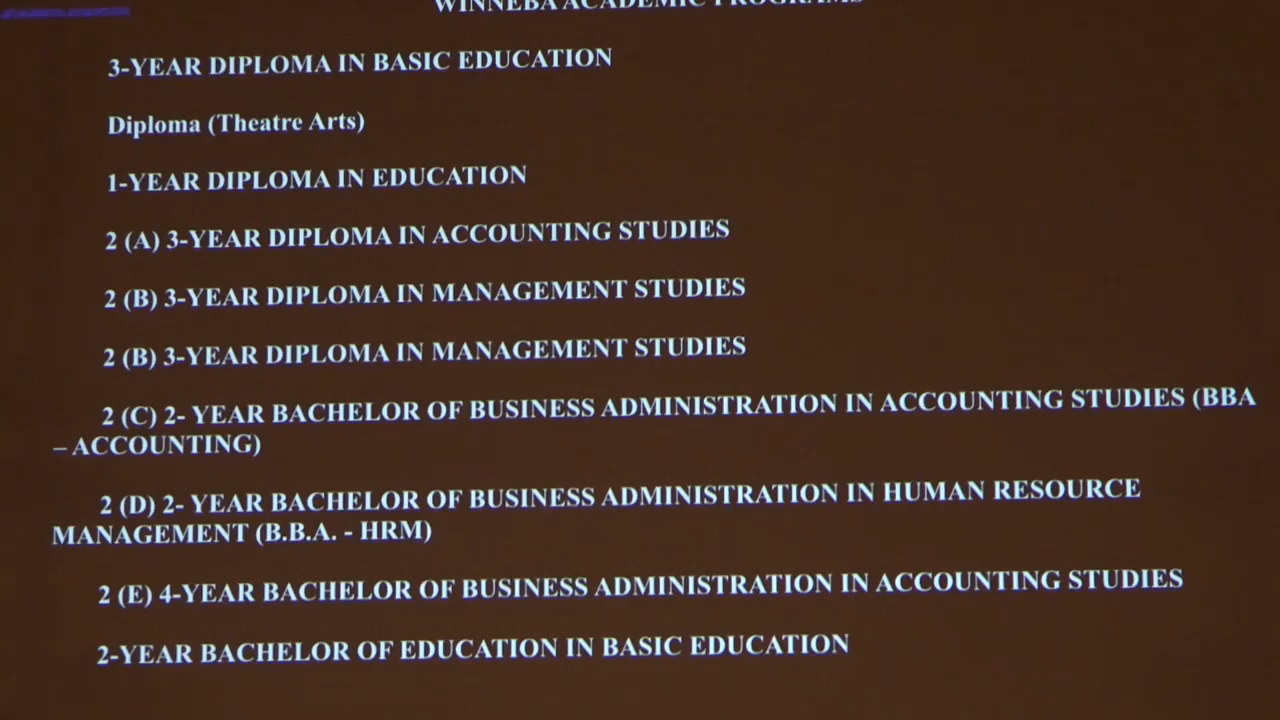 WINNEBA ACADEMIC PROGRAMS
3-YEAR DIPLOMA IN BASIC EDUCATION
Diploma (Theatre Arts)
1-YEAR DIPLOMA IN EDUCATION
2 (A) 3-YEAR DIPLOMA IN ACCOUNTING STUDIES
2 (B) 3-YEAR DIPLOMA IN MANAGEMENT STUDIES
2 (B) 3-YEAR DIPLOMA IN MANAGEMENT STUDIES
2 (C) 2- YEAR BACHELOR OF BUSINESS ADMINISTRATION IN ACCOUNTING STUDIES (BBA
– ACCOUNTING)
2 (D) 2- YEAR BACHELOR OF BUSINESS ADMINISTRATION IN HUMAN RESOURCE
MANAGEMENT (B.B.A. - HRM)
2 (E) 4-YEAR BACHELOR OF BUSINESS ADMINISTRATION IN ACCOUNTING STUDIES
2-YEAR BACHELOR OF EDUCATION IN BASIC EDUCATION